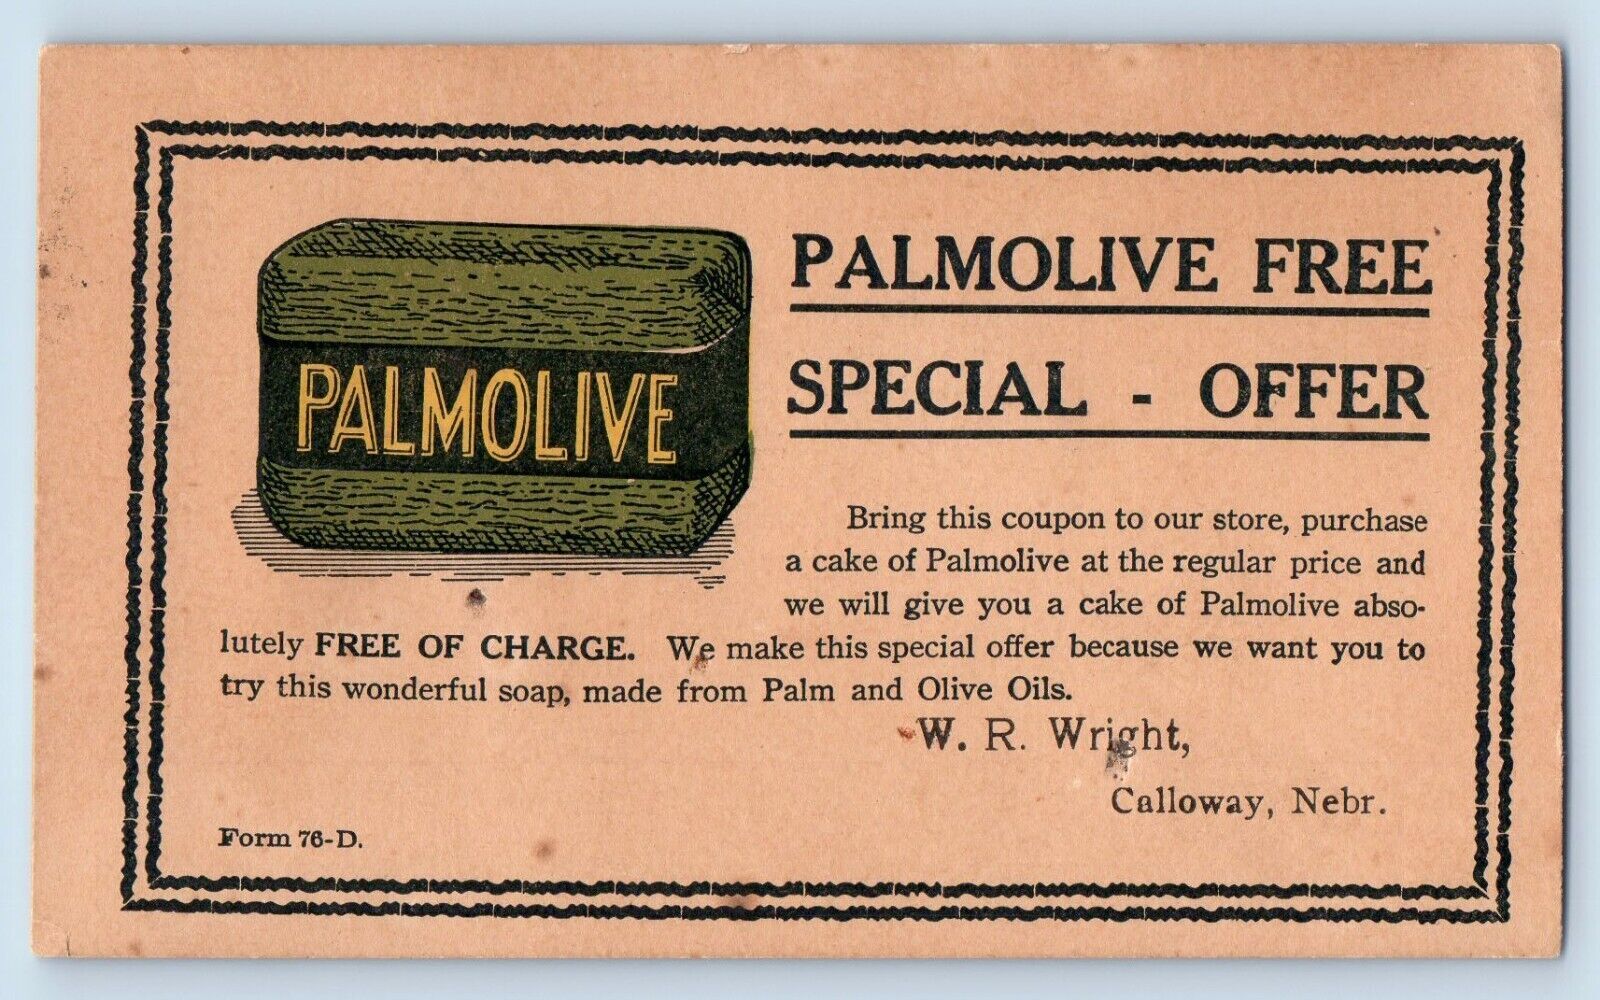 PALMOLIVE
PALMOLIVE FREE
SPECIAL - OFFER
Bring this coupon to our store, purchase
a cake of Palmolive at the regular price and
we will give you a cake of Palmolive abso-
lutely FREE OF CHARGE. We make this special offer because we want you to
try this wonderful soap, made from Palm and Olive Oils.
W. R. Wright,
Calloway, Nebr.
Form 76-D.